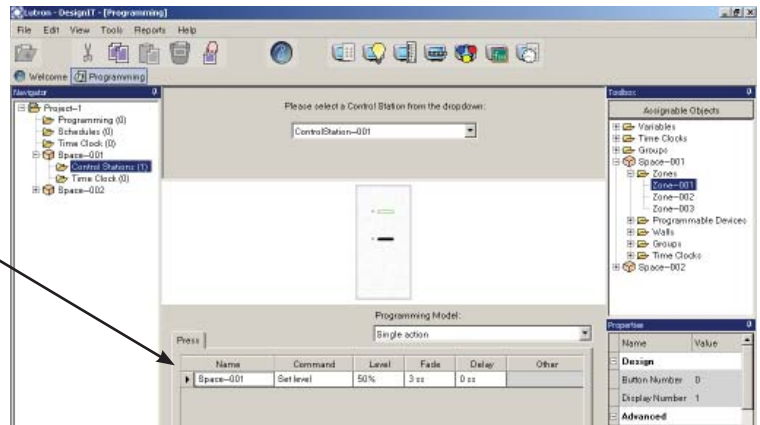 Lutron - DesignIT - [Programming]
File Edit View Tools Reports Help
Welcome Programming
Navigator
Project-1
Programming (0)
Schedules (0)
Time Clock (0)
Space-001
Control Stations (1)
Time Clock (0)
Space-002
Please select a Control Station from the dropdown:
ControlStation-001
Programming Model:
Single action
Press
Name Command Level Fade Delay Other
Space-001 Set level 50% 3 ss 0 ss
Toolbox
Assignable Objects
Variables
Time Clocks
Groups
Space-001
Zones
Zone-001
Zone-002
Zone-003
Programmable Devices
Walls
Groups
Time Clocks
Space-002
Properties
Name Value
Design
Button Number 0
Display Number 1
Advanced